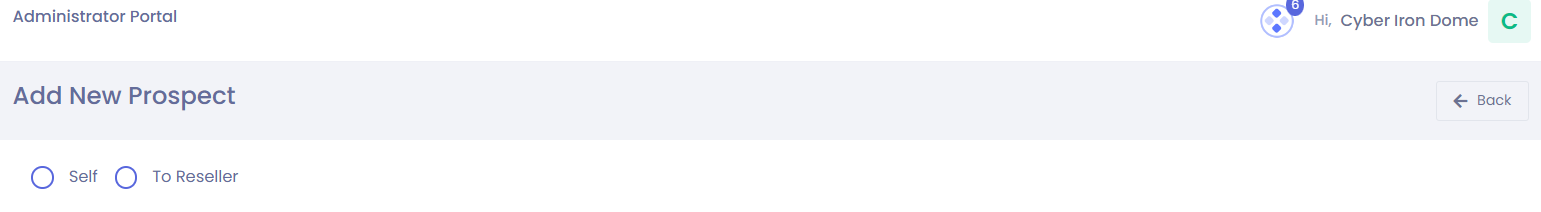 Administrator Portal
6
Hi, Cyber Iron Dome C
Add New Prospect
Back
Self To Reseller